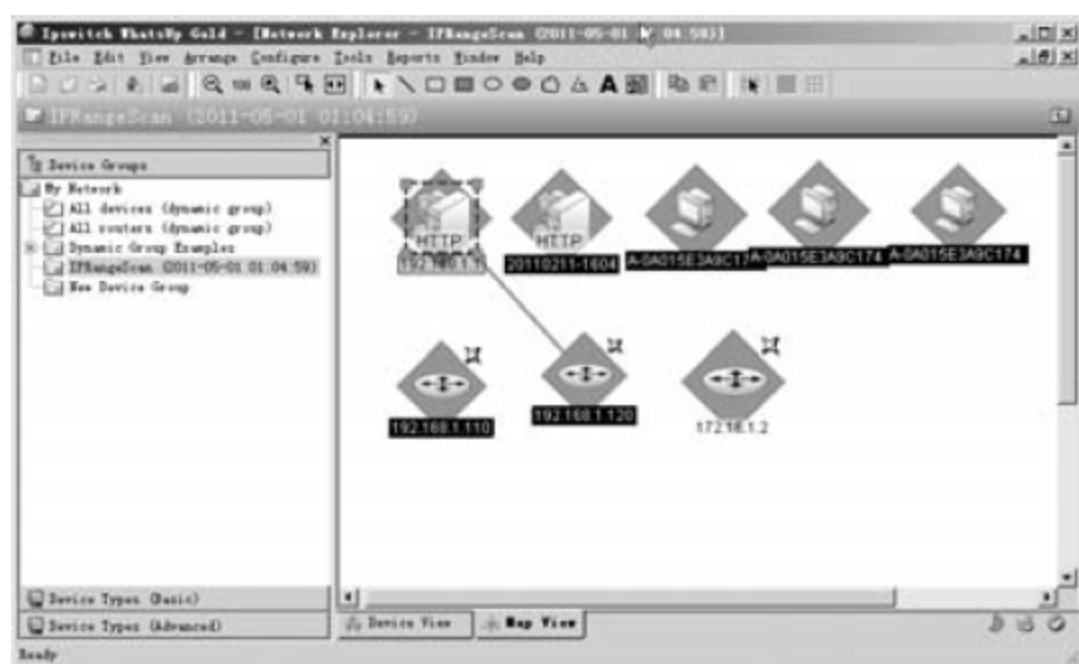 Ipswitch WhatsUp Gold - [Network Explorer - IPRangeScan (2011-05-01 04:59)]
File Edit View Arrange Configure Tools Reports Window Help
100
IPRangeScan (2011-05-01 01:04:59)
Device Groups
My Network
All devices (dynamic group)
All routers (dynamic group)
Dynamic Group Examples
IPRangeScan (2011-05-01 01:04:59)
New Device Group
HTTP
192.168.1.1
HTTP
20110211-1604
A-0A015E3A9C17
A-0A015E3A9C174
A-0A015E3A9C174
192.168.1.110
192.168.1.120
172.16.1.2
Device Types (Basic)
Device Types (Advanced)
Device View
Map View
Ready